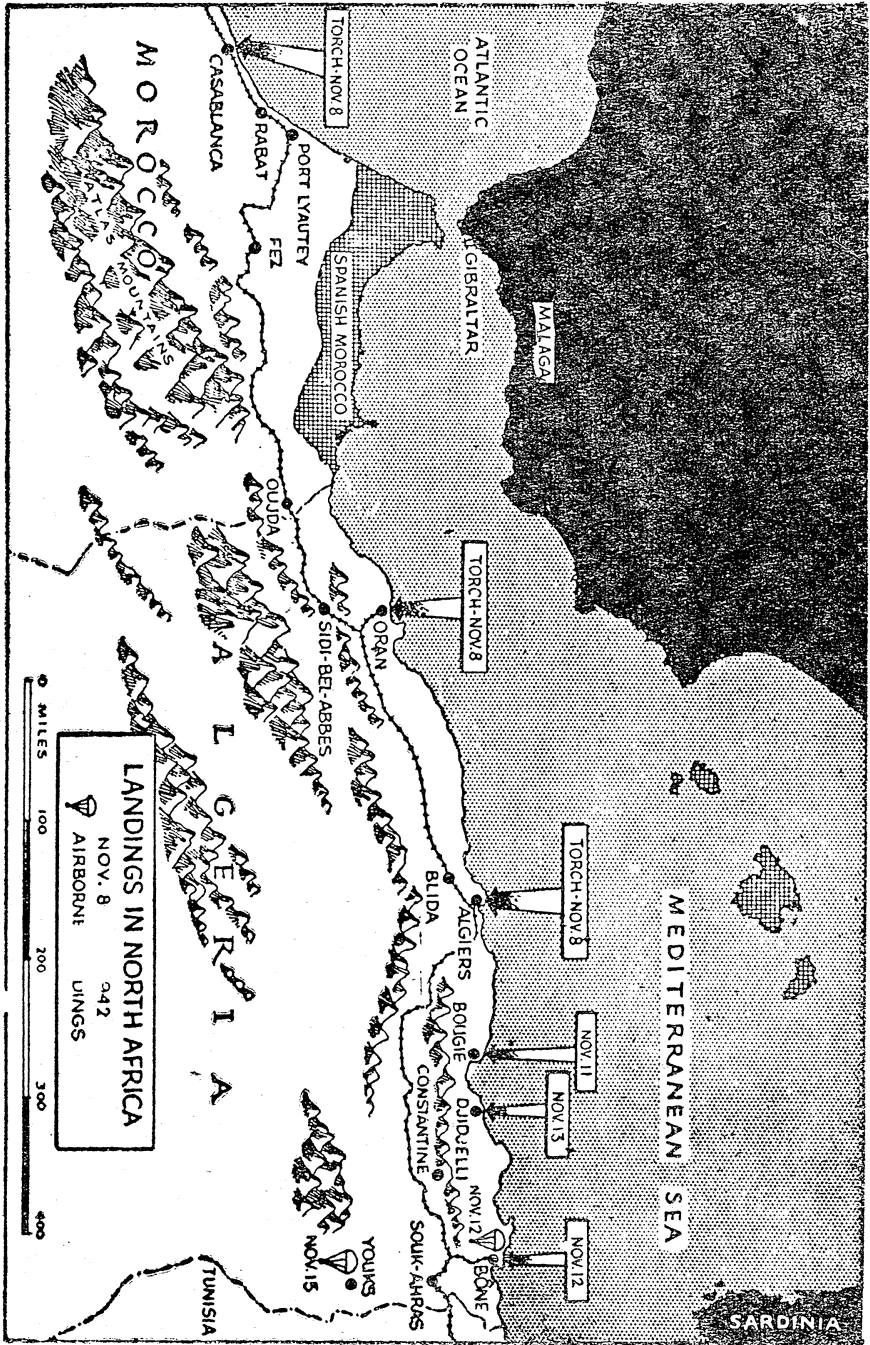 ATLANTIC
OCEAN
MALAGA
GIBRALTAR
SPANISH MOROCCO
TORCH-NOV.8
CASABLANCA
RABAT
PORT LYAUTEY
FEZ
MOROCCO
ATLAS
MOUNTAINS
OUJDA
TORCH-NOV.8
ORAN
SIDI-BEL-ABBES
ALGERIA
TORCH-NOV.8
BLIDA
ALGIERS
MEDITERRANEAN SEA
NOV.11
BOUGIE
NOV.13
DJIDJELLI
CONSTANTINE
NOV.12
NOV.12
BÔNE
SOUK-AHRAS
YOUKS
NOV.15
TUNISIA
SARDINIA
LANDINGS IN NORTH AFRICA
NOV. 8 942
AIRBORNE DINGS
0 MILES 100 200 300 400